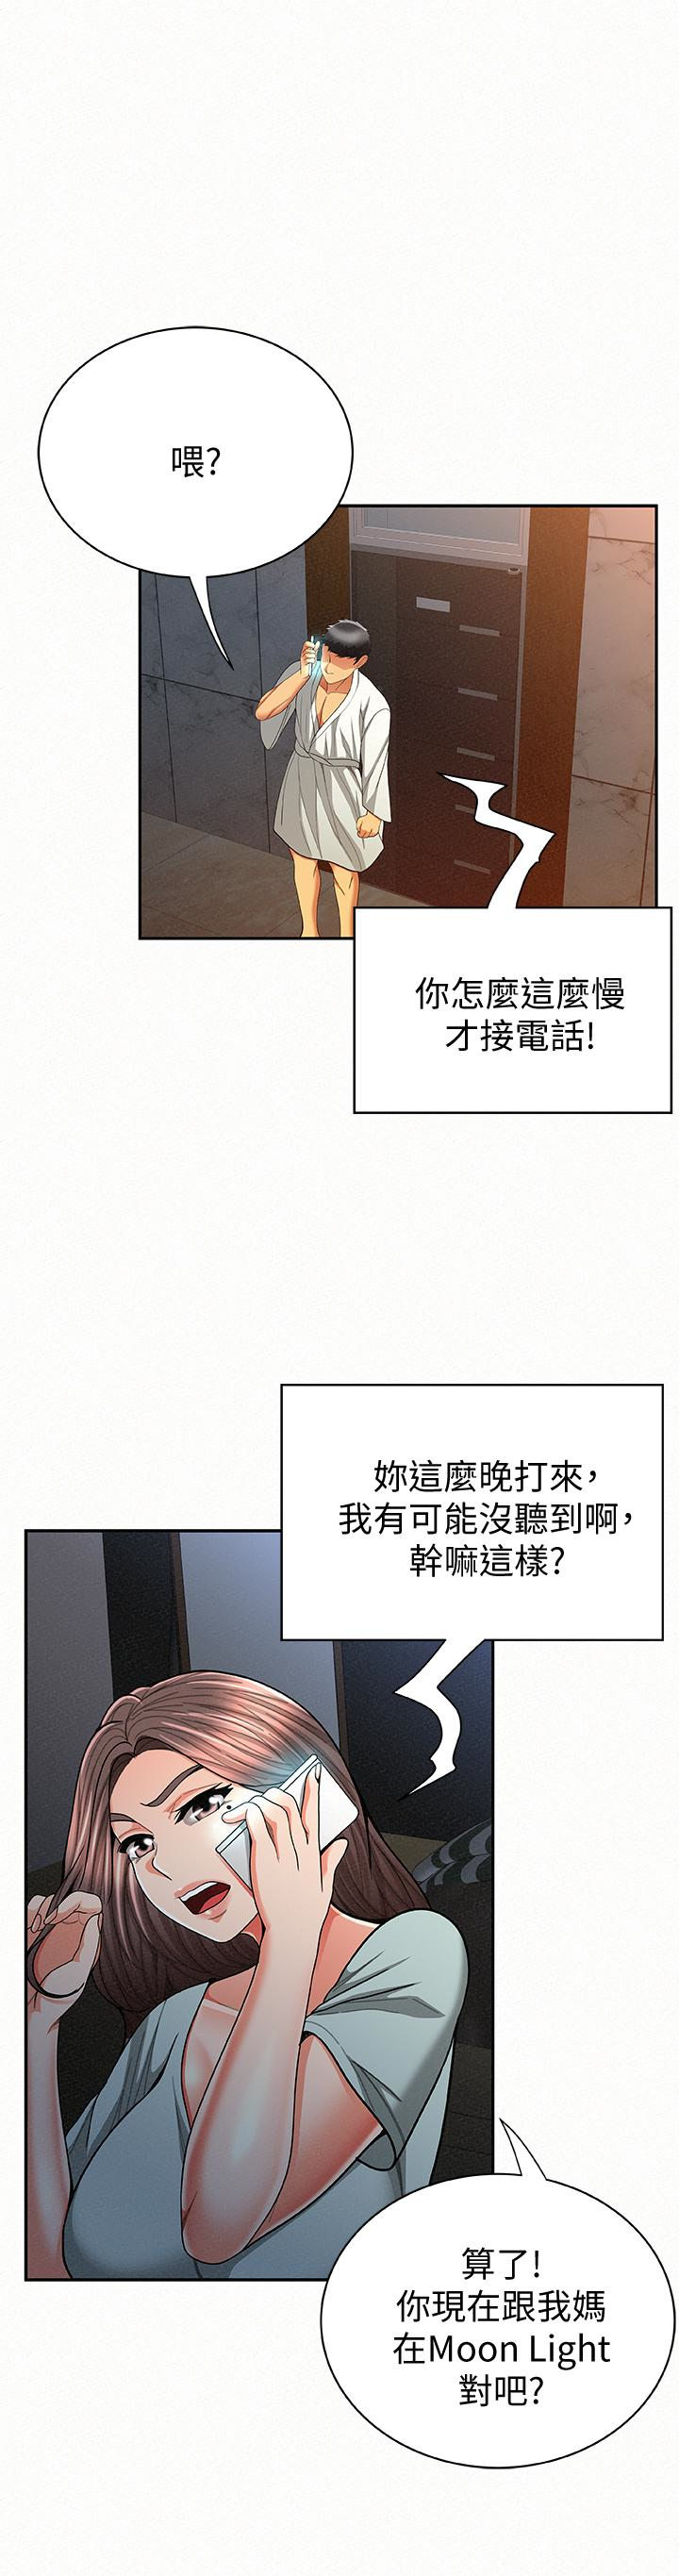 喂?
你怎麼這麼慢
才接電話!
妳這麼晚打來,
我有可能沒聽到啊,
幹嘛這樣?
算了!
你現在跟我媽
在Moon Light
對吧?